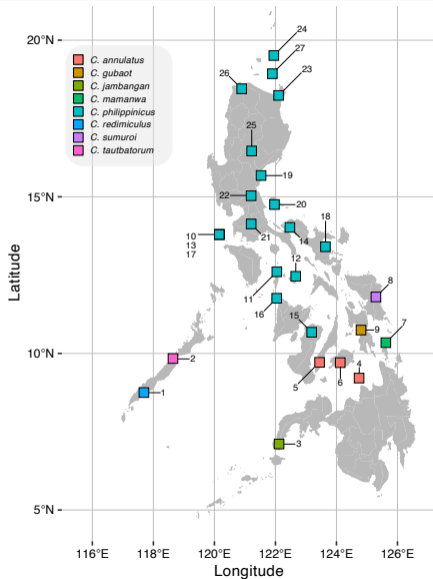 24
20°N
27
26
23
C. annulatus
C. gubaot
C. jambangan
C. mamanwa
C. philippinicus
C. redimiculus
C. sumuroi
C. tautbatorum
25
19
15°N
22
20
18
10
13
17
21
14
12
11
8
16
15
7
9
10°N
2
4
5
6
1
3
5°N
116°E 118°E 120°E 122°E 124°E 126°E
Longitude
Latitude